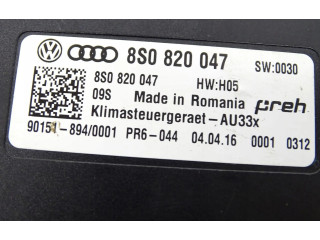 8S0 820 047 SW:0030
8S0 820 047 HW:H05
09S Made in Romania preh
Klimasteuergeraet-AU33x
90151-894/0001 PR6-044 04.04.16 0001 0312